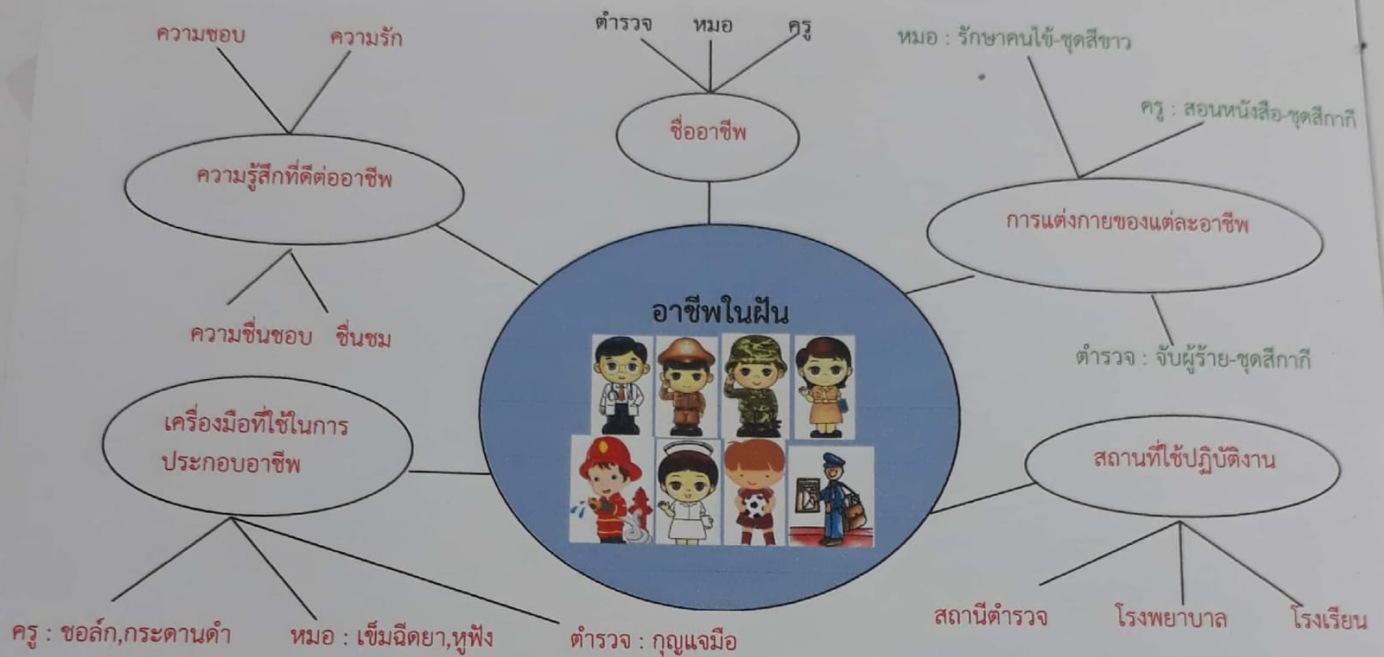 ความชอบ
ความรัก
ตำรวจ
หมอ
ครู
หมอ : รักษาคนไข้-ชุดสีขาว
ครู : สอนหนังสือ-ชุดสีกากี
ชื่ออาชีพ
ความรู้สึกที่ดีต่ออาชีพ
การแต่งกายของแต่ละอาชีพ
ความชื่นชอบ
ชื่นชม
อาชีพในฝัน
ตำรวจ : จับผู้ร้าย-ชุดสีกากี
เครื่องมือที่ใช้ในการ
ประกอบอาชีพ
สถานที่ใช้ปฏิบัติงาน
ครู : ชอล์ก,กระดานดำ
หมอ : เข็มฉีดยา,หูฟัง
ตำรวจ : กุญแจมือ
สถานีตำรวจ
โรงพยาบาล
โรงเรียน